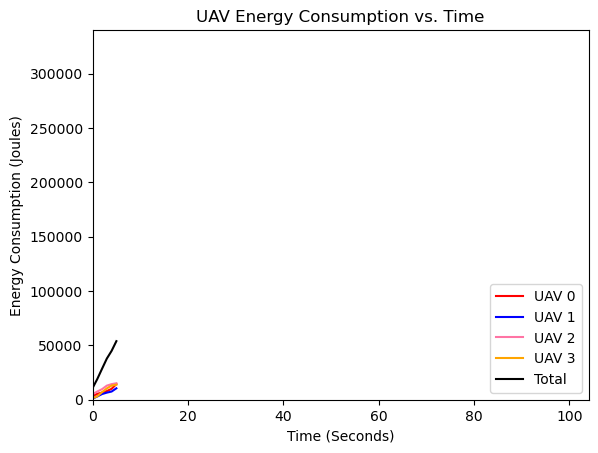 UAV Energy Consumption vs. Time
Energy Consumption (Joules)
300000
250000
200000
150000
100000
50000
0
0 20 40 60 80 100
Time (Seconds)
UAV 0
UAV 1
UAV 2
UAV 3
Total